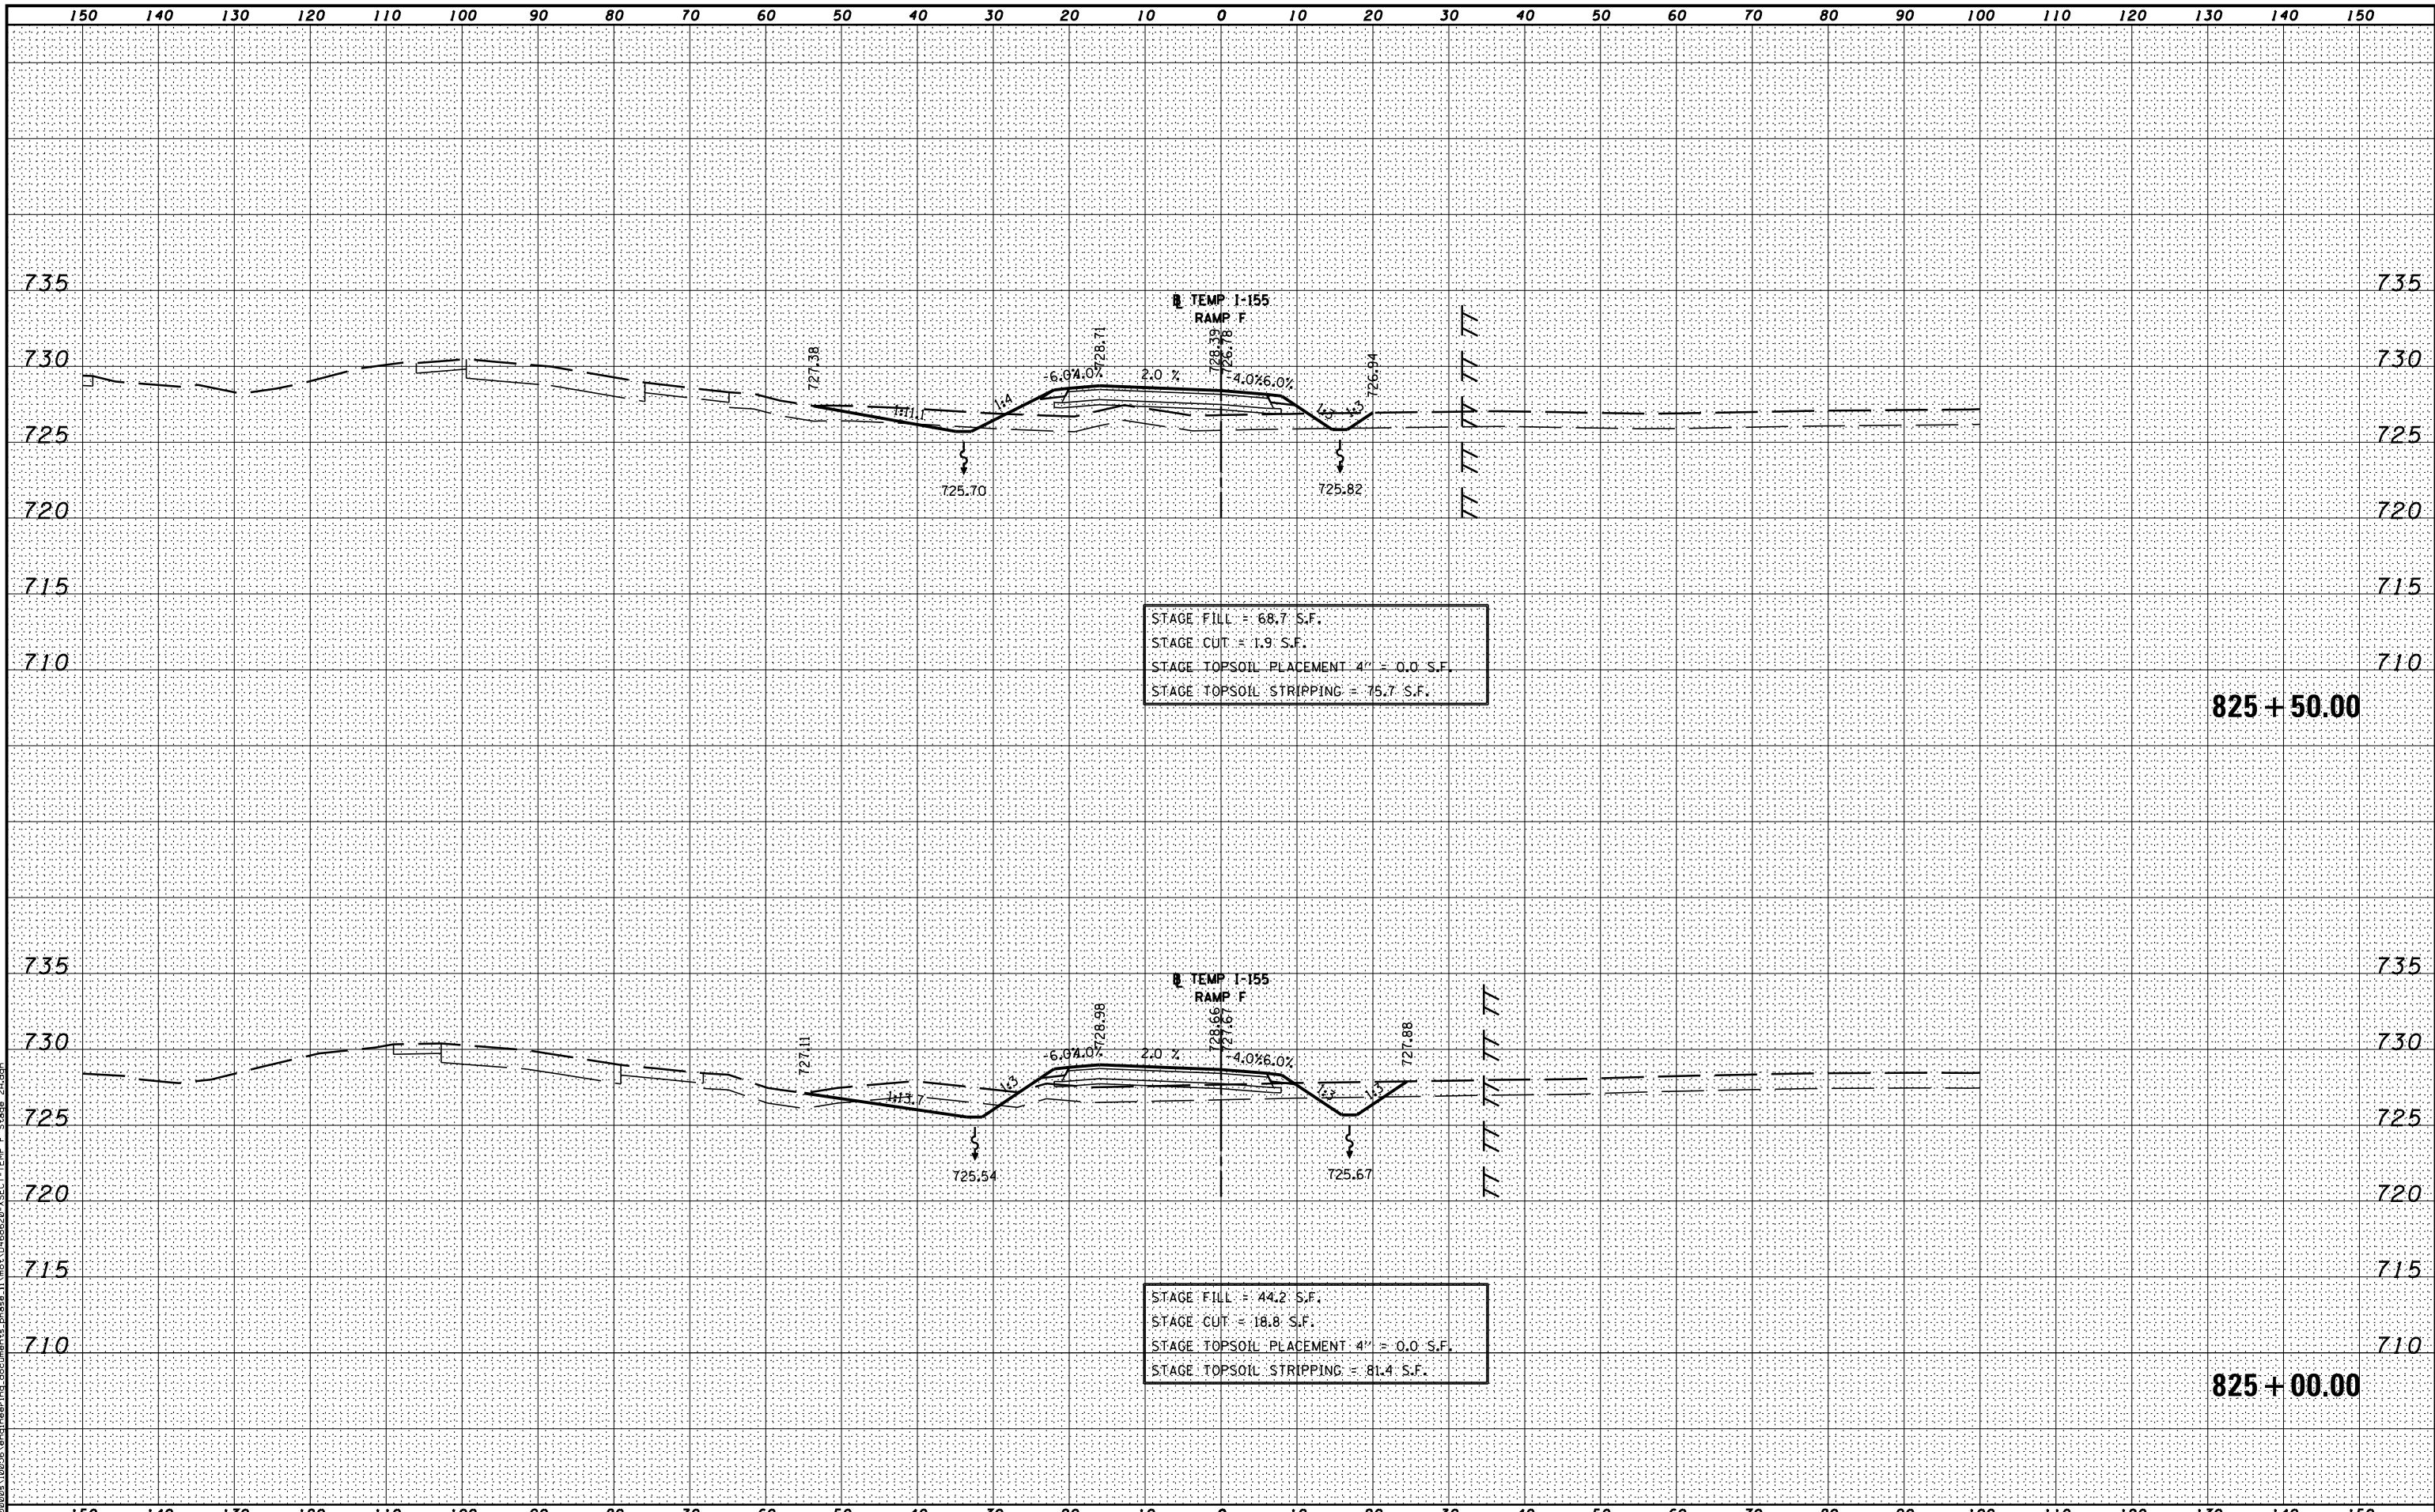 150 140 130 120 110 100 90 80 70 60 50 40 30 20 10 0 10 20 30 40 50 60 70 80 90 100 110 120 130 140 150
735 735
℄ TEMP I-155
RAMP F
727.38 728.71 728.39 726.78 726.94
730 730
-6.0% 4.0% 2.0 % -4.0% 6.0%
1:11.1 1:4 1:3 1:3
725 725
725.70 725.82
720 720
715 715
STAGE FILL = 68.7 S.F.
STAGE CUT = 1.9 S.F.
STAGE TOPSOIL PLACEMENT 4" = 0.0 S.F.
STAGE TOPSOIL STRIPPING = 75.7 S.F.
710 710
825+50.00
735 735
℄ TEMP I-155
RAMP F
727.11 728.98 728.66 727.67 727.88
730 730
-6.0% 4.0% 2.0 % -4.0% 6.0%
1:13.7 1:3 1:3 1:3
725 725
725.54 725.67
720 720
715 715
STAGE FILL = 44.2 S.F.
STAGE CUT = 18.8 S.F.
STAGE TOPSOIL PLACEMENT 4" = 0.0 S.F.
STAGE TOPSOIL STRIPPING = 81.4 S.F.
710 710
825+00.00